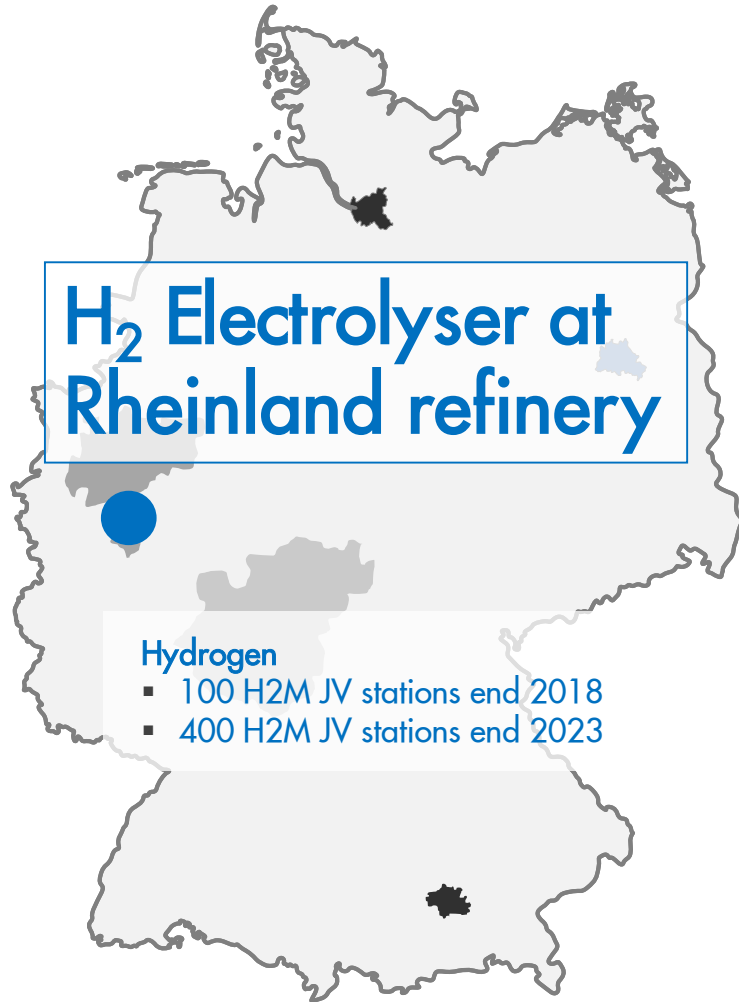 H₂ Electrolyser at
Rheinland refinery
Hydrogen
▪ 100 H2M JV stations end 2018
▪ 400 H2M JV stations end 2023